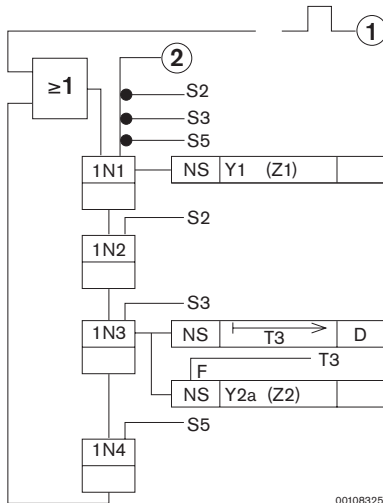 1
2
≥1
S2
S3
S5
1N1
NS Y1 (Z1)
S2
1N2
S3
1N3
NS T3 D
T3
F
NS Y2a (Z2)
S5
1N4
00108325